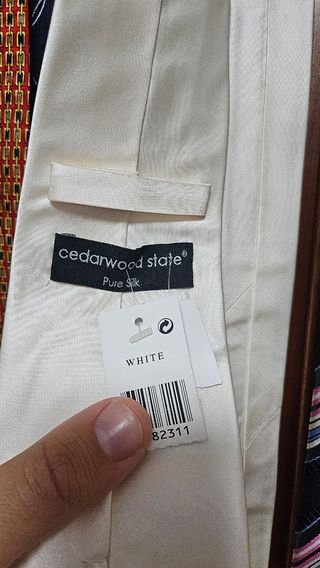 cedarwood state®
Pure Silk
WHITE
82311